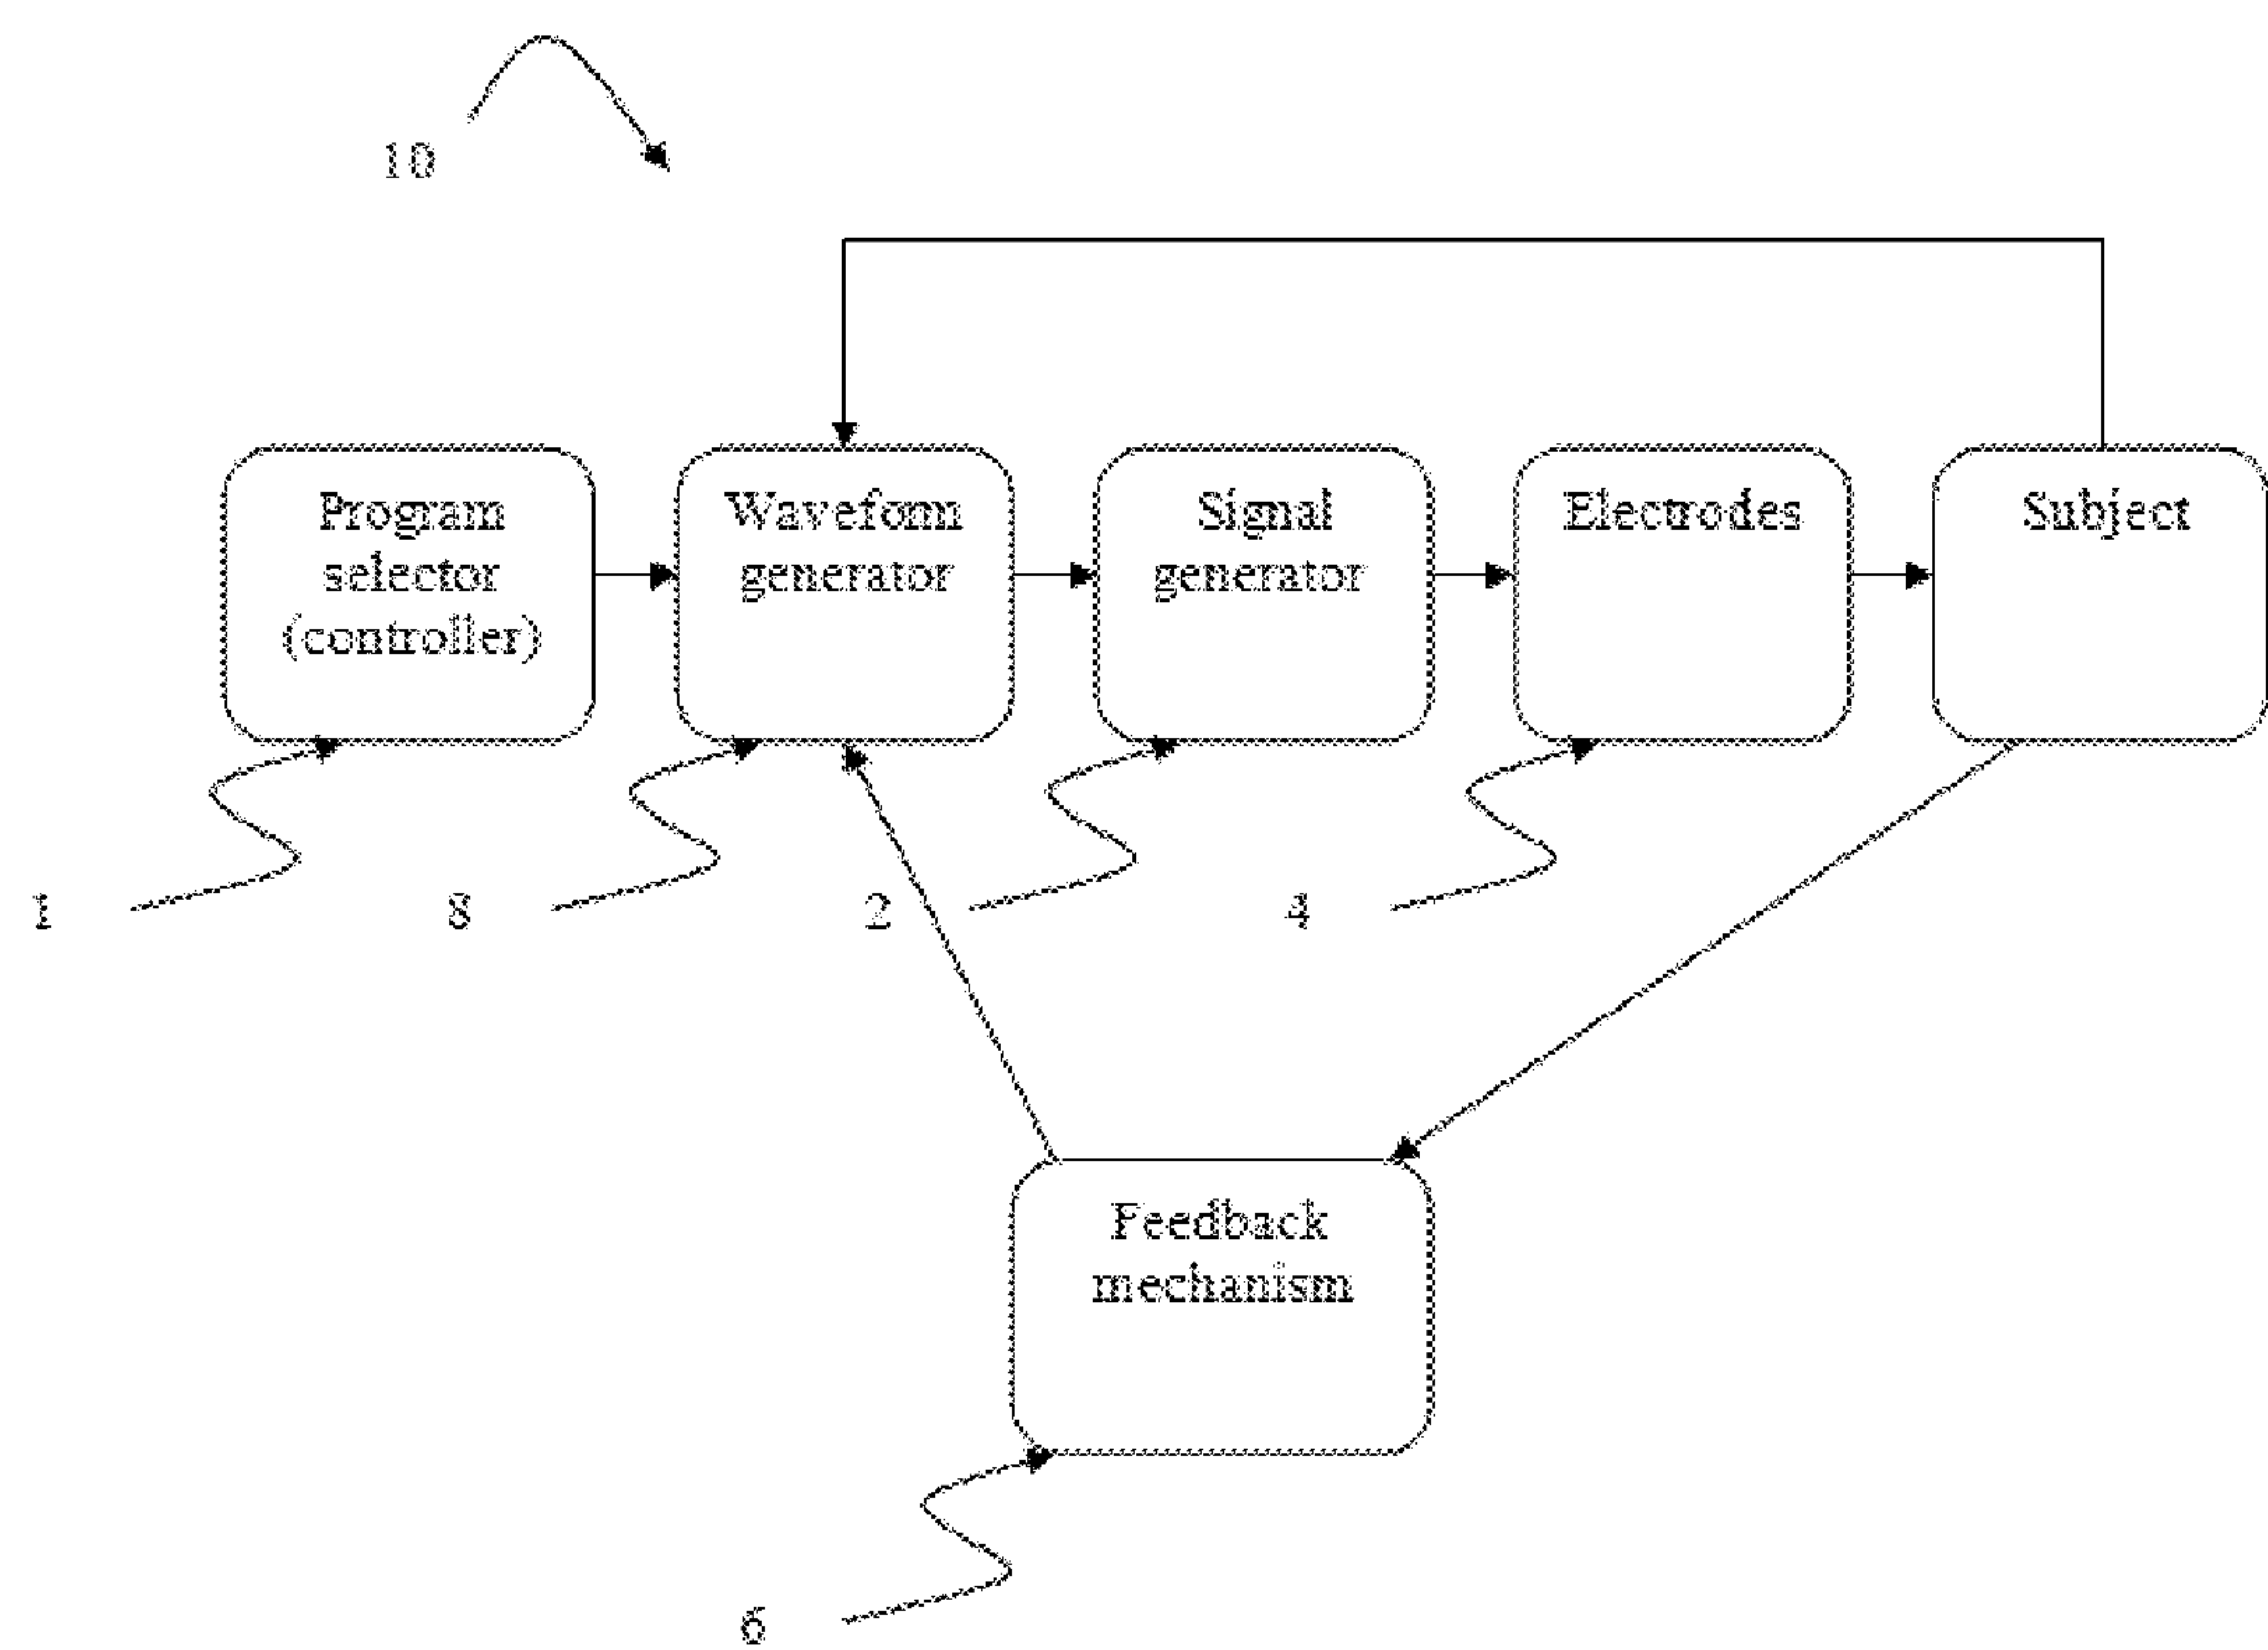 10
Program
selector
(controller)
Waveform
generator
Signal
generator
Electrodes
Subject
1
8
2
4
Feedback
mechanism
6